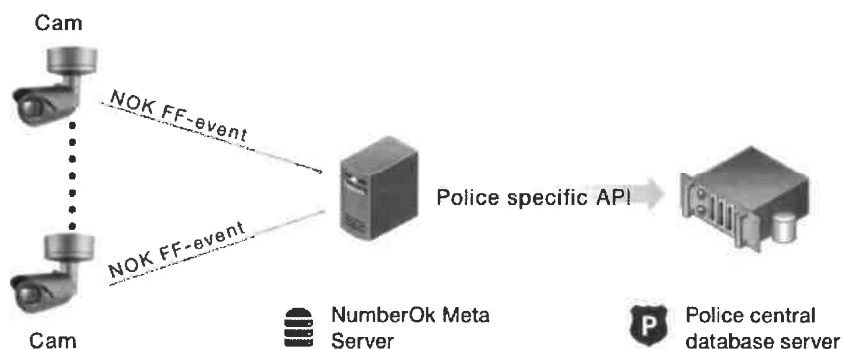 Cam
NOK FF-event
Police specific API
NOK FF-event
Cam
NumberOk Meta
Server
P
Police central
database server